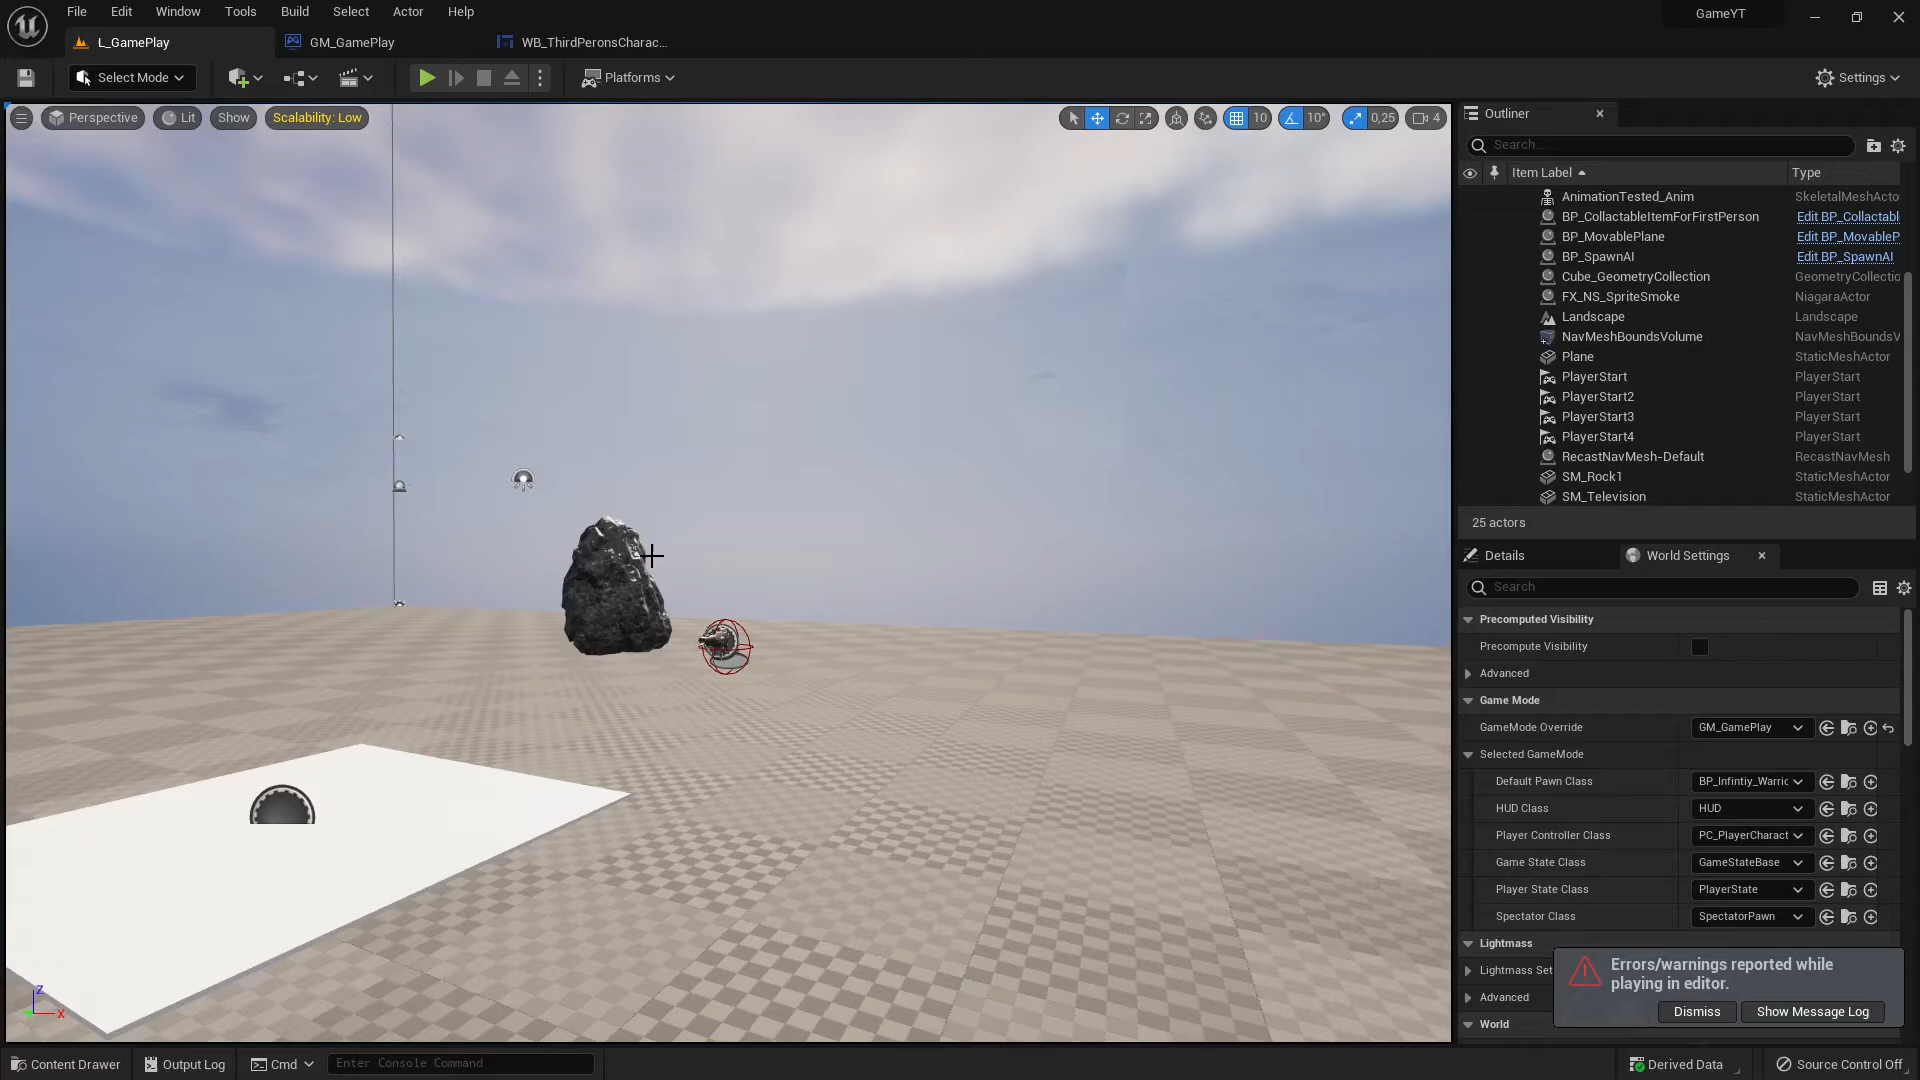 File Edit Window Tools Build Select Actor Help
GameYT
L_GamePlay
GM_GamePlay
WB_ThirdPeronsCharac...
Select Mode
Platforms
Settings
Perspective
Lit
Show
Scalability: Low
10
10°
0,25
4
Outliner
Search...
Item Label
Type
AnimationTested_Anim SkeletalMeshActo
BP_CollactableItemForFirstPerson Edit BP_Collactabl
BP_MovablePlane Edit BP_MovableP
BP_SpawnAI Edit BP_SpawnAI
Cube_GeometryCollection GeometryCollectio
FX_NS_SpriteSmoke NiagaraActor
Landscape Landscape
NavMeshBoundsVolume NavMeshBoundsV
Plane StaticMeshActor
PlayerStart PlayerStart
PlayerStart2 PlayerStart
PlayerStart3 PlayerStart
PlayerStart4 PlayerStart
RecastNavMesh-Default RecastNavMesh
SM_Rock1 StaticMeshActor
SM_Television StaticMeshActor
25 actors
Details
World Settings
Search
Precomputed Visibility
Precompute Visibility
Advanced
Game Mode
GameMode Override GM_GamePlay
Selected GameMode
Default Pawn Class BP_Infintiy_Warric
HUD Class HUD
Player Controller Class PC_PlayerCharact
Game State Class GameStateBase
Player State Class PlayerState
Spectator Class SpectatorPawn
Lightmass
Lightmass Set
Advanced
World
Errors/warnings reported while
playing in editor.
Dismiss
Show Message Log
Z
X
Content Drawer
Output Log
Cmd
Enter Console Command
Derived Data
Source Control Off